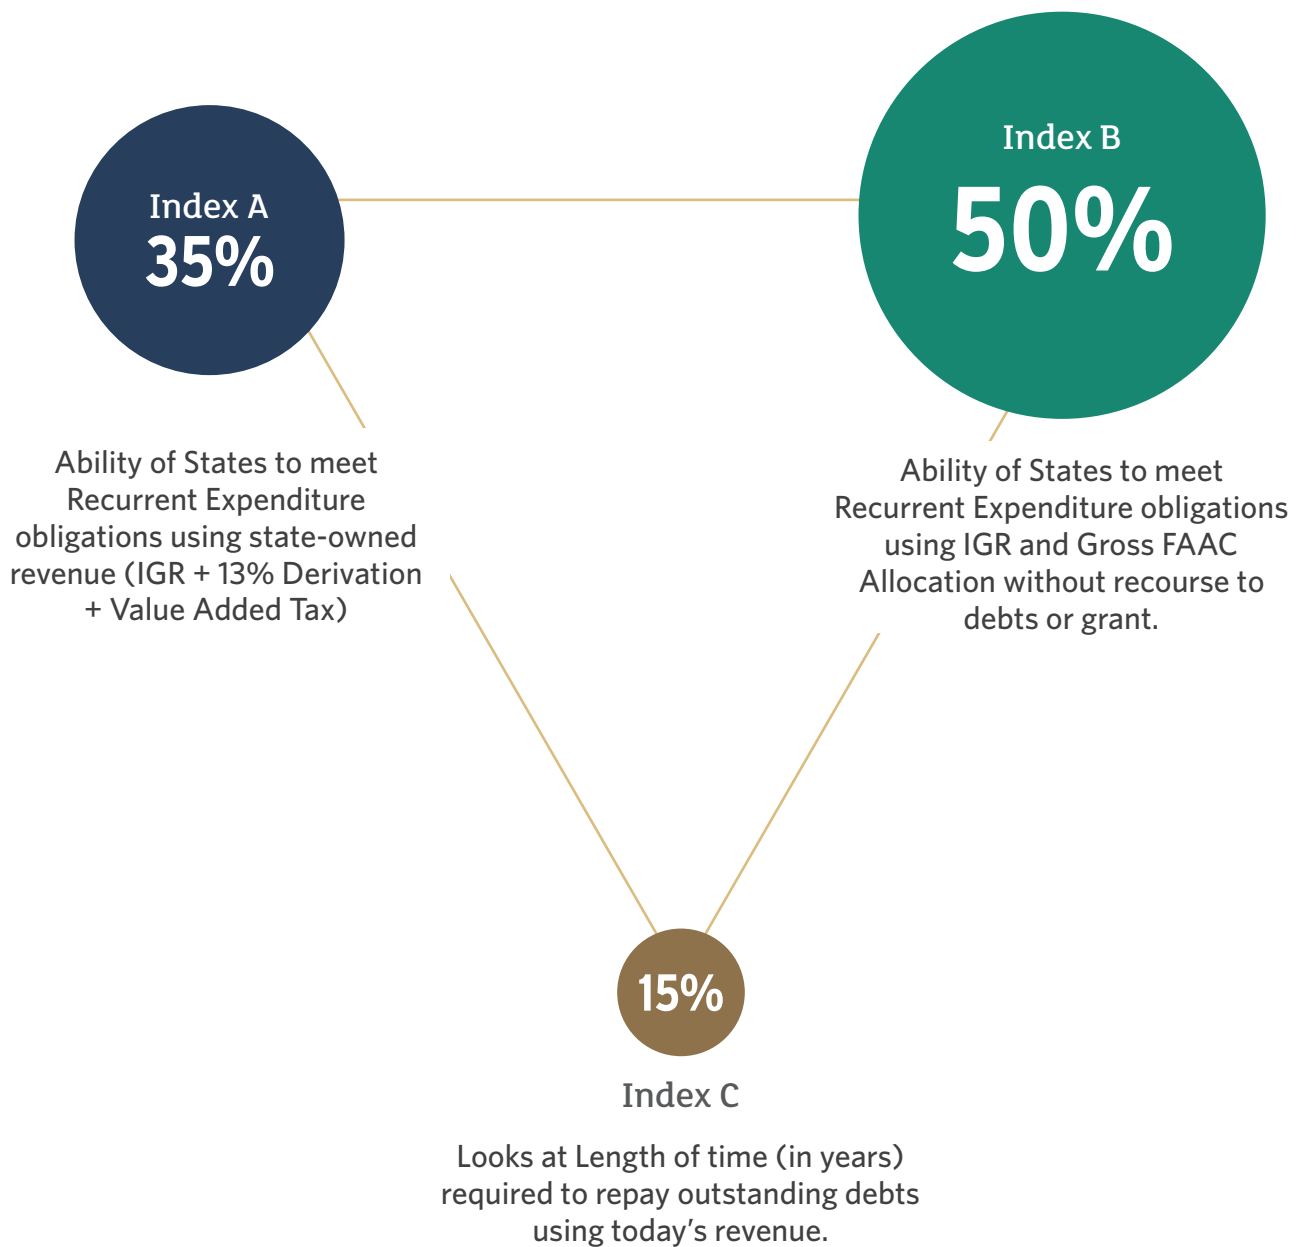 Index A
35%
Ability of States to meet
Recurrent Expenditure
obligations using state-owned
revenue (IGR + 13% Derivation
+ Value Added Tax)
Index B
50%
Ability of States to meet
Recurrent Expenditure obligations
using IGR and Gross FAAC
Allocation without recourse to
debts or grant.
15%
Index C
Looks at Length of time (in years)
required to repay outstanding debts
using today’s revenue.